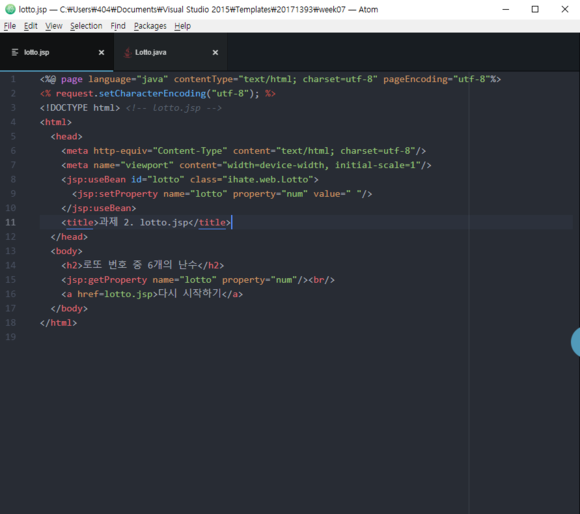 lotto.jsp — C:₩Users₩404₩Documents₩Visual Studio 2015₩Templates₩20171393₩week07 — Atom
File Edit View Selection Find Packages Help
lotto.jsp Lotto.java
1 <%@ page language="java" contentType="text/html; charset=utf-8" pageEncoding="utf-8"%>
2 <% request.setCharacterEncoding("utf-8"); %>
3 <!DOCTYPE html> <!-- lotto.jsp -->
4 <html>
5 <head>
6 <meta http-equiv="Content-Type" content="text/html; charset=utf-8"/>
7 <meta name="viewport" content="width=device-width, initial-scale=1"/>
8 <jsp:useBean id="lotto" class="ihate.web.Lotto">
9 <jsp:setProperty name="lotto" property="num" value=" "/>
10 </jsp:useBean>
11 <title>과제 2. lotto.jsp</title>
12 </head>
13 <body>
14 <h2>로또 번호 중 6개의 난수</h2>
15 <jsp:getProperty name="lotto" property="num"/><br/>
16 <a href=lotto.jsp>다시 시작하기</a>
17 </body>
18 </html>
19